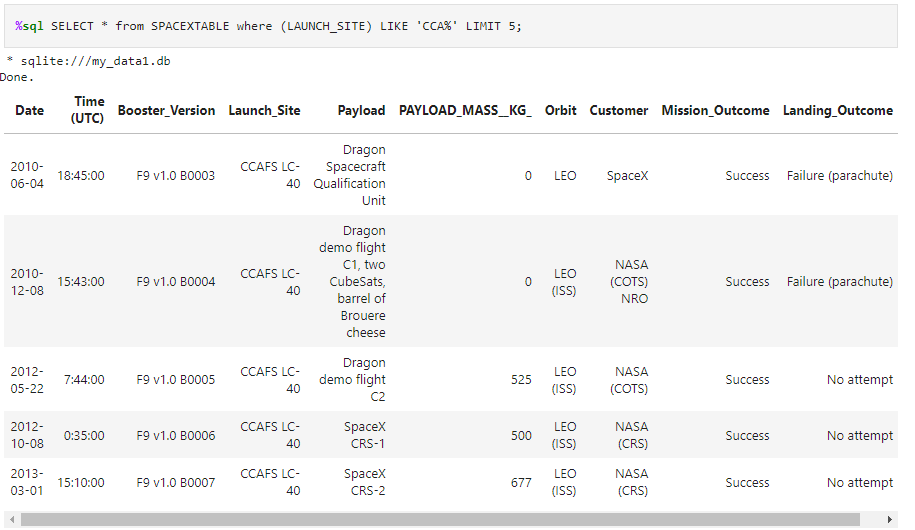 %sql SELECT * from SPACEXTABLE where (LAUNCH_SITE) LIKE 'CCA%' LIMIT 5;
* sqlite:///my_data1.db
Done.
Date Time (UTC) Booster_Version Launch_Site Payload PAYLOAD_MASS__KG_ Orbit Customer Mission_Outcome Landing_Outcome
2010-06-04 18:45:00 F9 v1.0 B0003 CCAFS LC-40 Dragon Spacecraft Qualification Unit 0 LEO SpaceX Success Failure (parachute)
2010-12-08 15:43:00 F9 v1.0 B0004 CCAFS LC-40 Dragon demo flight C1, two CubeSats, barrel of Brouere cheese 0 LEO (ISS) NASA (COTS) NRO Success Failure (parachute)
2012-05-22 7:44:00 F9 v1.0 B0005 CCAFS LC-40 Dragon demo flight C2 525 LEO (ISS) NASA (COTS) Success No attempt
2012-10-08 0:35:00 F9 v1.0 B0006 CCAFS LC-40 SpaceX CRS-1 500 LEO (ISS) NASA (CRS) Success No attempt
2013-03-01 15:10:00 F9 v1.0 B0007 CCAFS LC-40 SpaceX CRS-2 677 LEO (ISS) NASA (CRS) Success No attempt